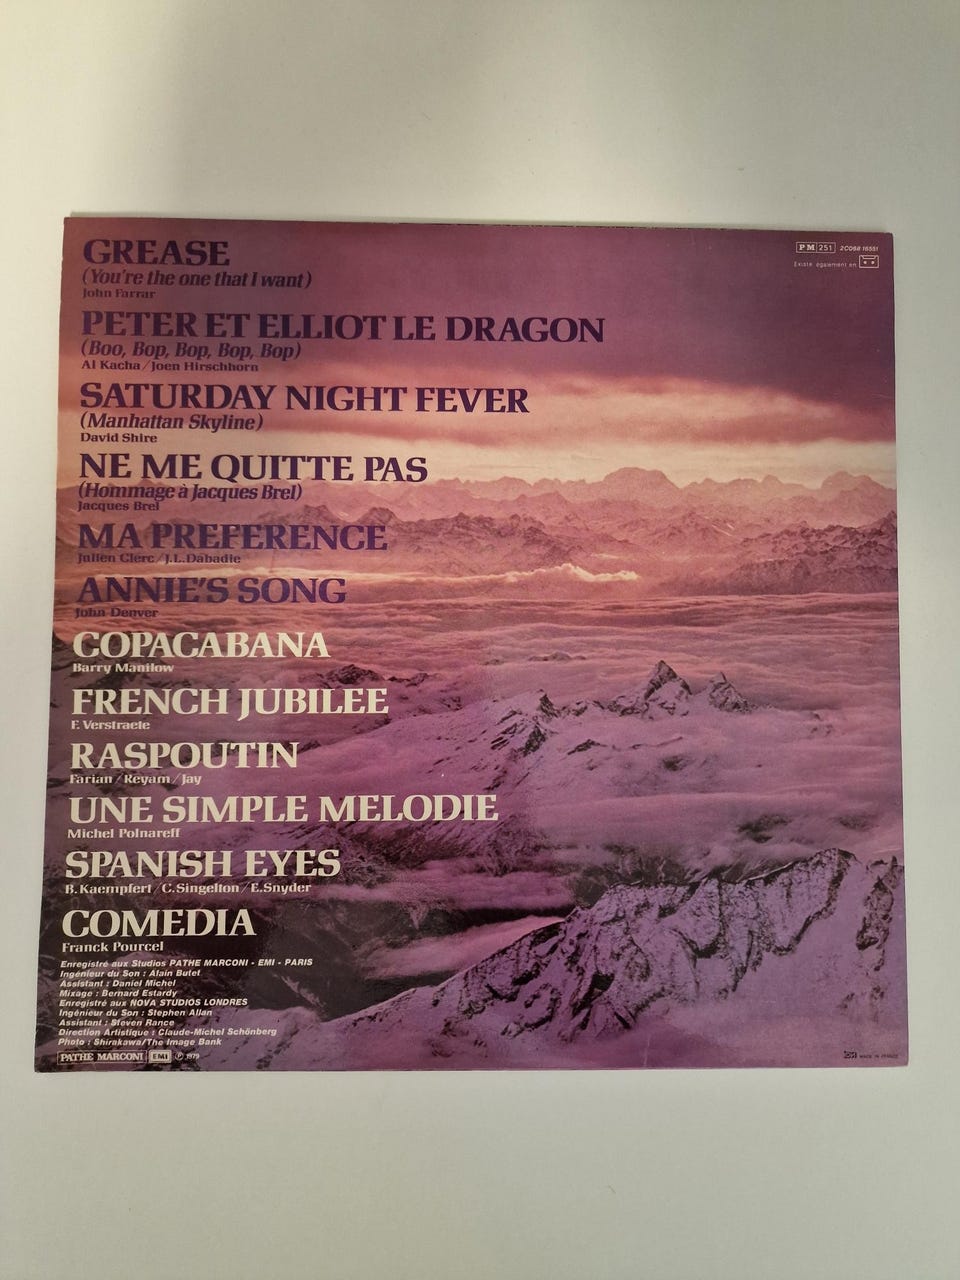 GREASE
(You're the one that I want)
John Farrar
PETER ET ELLIOT LE DRAGON
(Boo, Bop, Bop, Bop, Bop)
Al Kacha/Joen Hirschhorn
SATURDAY NIGHT FEVER
(Manhattan Skyline)
David Shire
NE ME QUITTE PAS
(Hommage à Jacques Brel)
Jacques Brel
MA PREFERENCE
Julien Clerc/J.L.Dabadie
ANNIE'S SONG
John Denver
COPACABANA
Barry Manilow
FRENCH JUBILEE
F. Verstraete
RASPOUTIN
Farian/Reyam/Jay
UNE SIMPLE MELODIE
Michel Polnareff
SPANISH EYES
B.Kaempfert/C.Singelton/E.Snyder
COMEDIA
Franck Pourcel
Enregistré aux Studios PATHE MARCONI - EMI - PARIS
Ingénieur du Son : Alain Butet
Assistant : Daniel Michel
Mixage : Bernard Estardy
Enregistré aux NOVA STUDIOS LONDRES
Ingénieur du Son : Stephen Allan
Assistant : Steven Rance
Direction Artistique : Claude-Michel Schönberg
Photo : Shirakawa/The Image Bank
PATHE MARCONI EMI ℗ 1979
PM 251 2C068 16551
Existe également en
MADE IN FRANCE